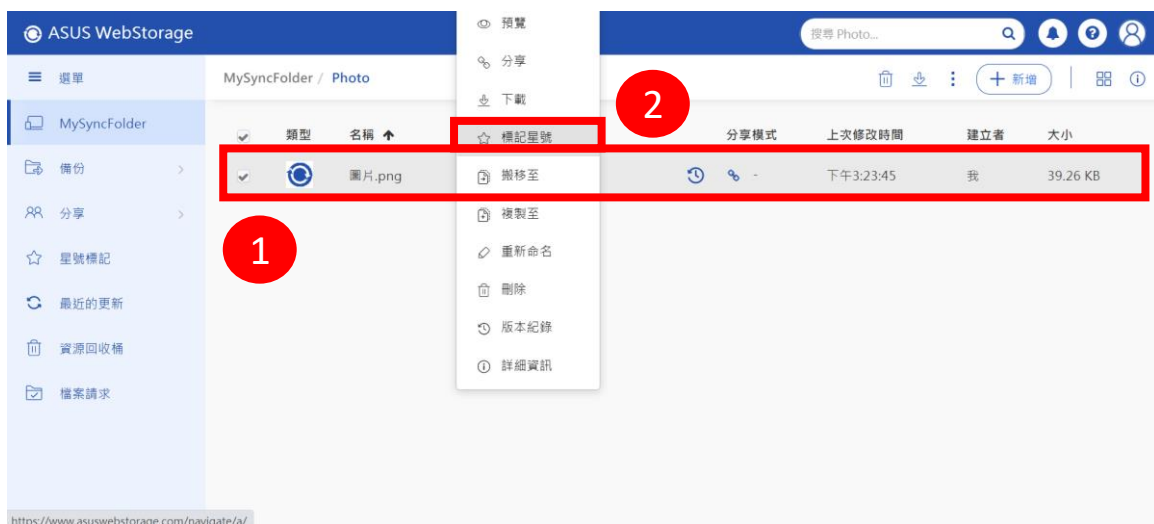 ASUS WebStorage
搜尋 Photo...
選單
MySyncFolder / Photo
新增
MySyncFolder
備份
分享
星號標記
最近的更新
資源回收桶
檔案請求
類型 名稱 分享模式 上次修改時間 建立者 大小
圖片.png - 下午3:23:45 我 39.26 KB
1
預覽
分享
下載
標記星號
2
搬移至
複製至
重新命名
刪除
版本紀錄
詳細資訊
https://www.asuswebstorage.com/navigate/a/